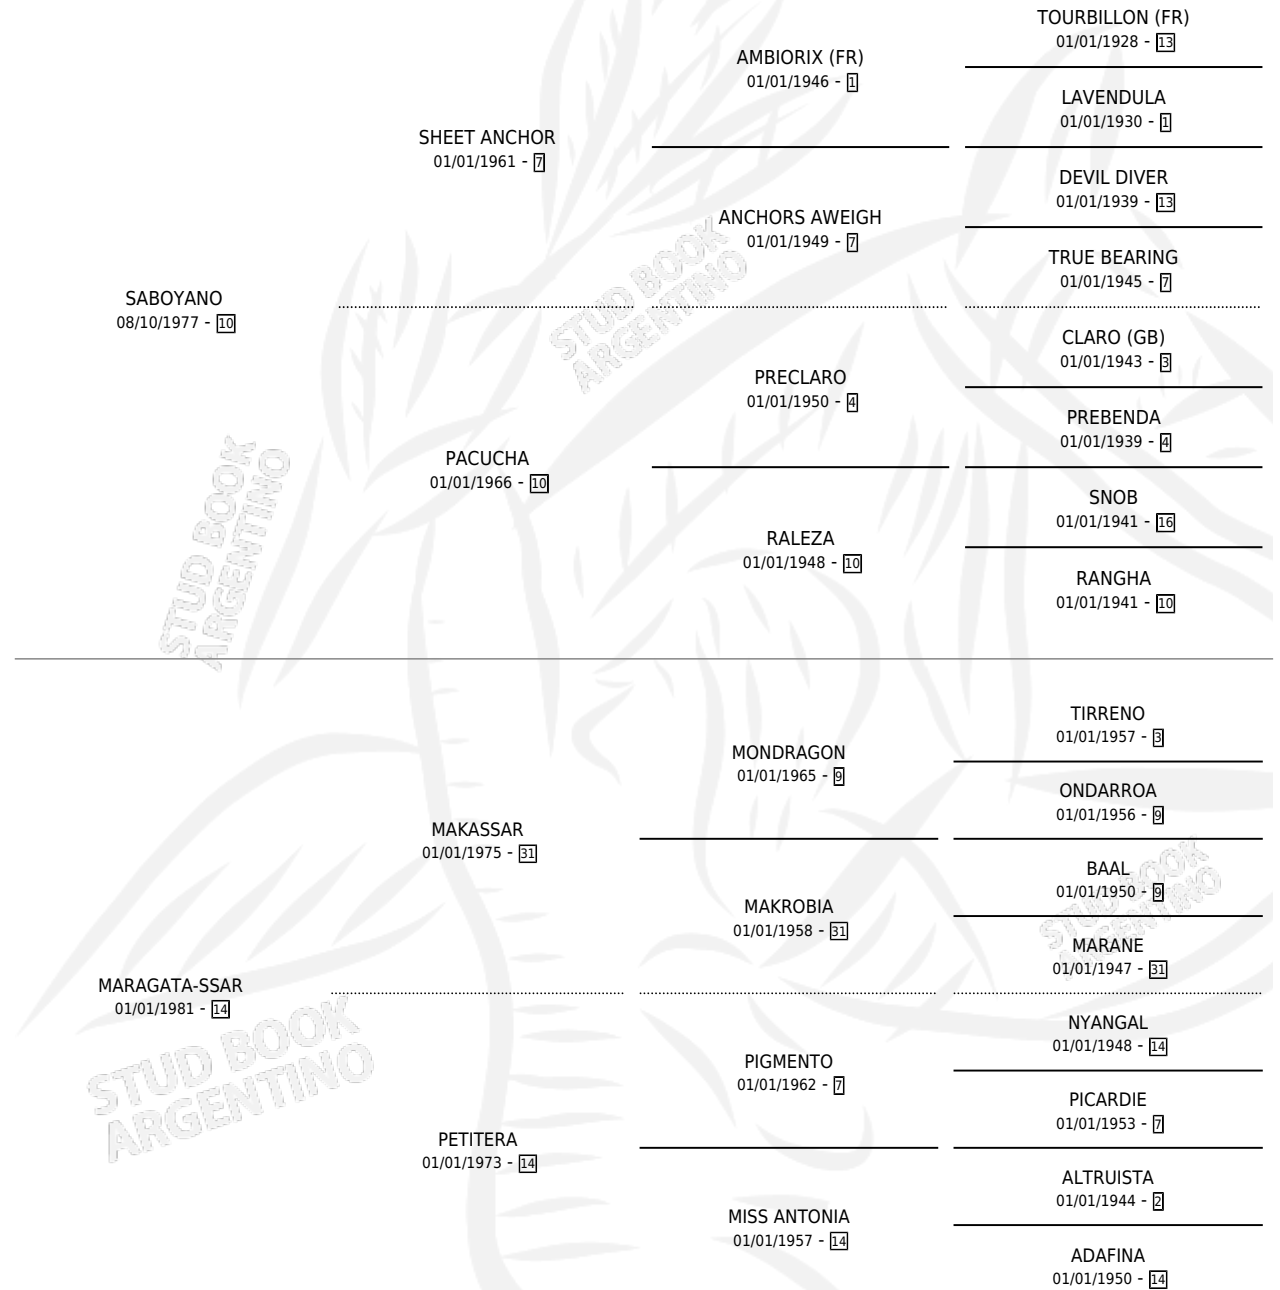 TOURBILLON (FR)
01/01/1928 - 13
AMBIORIX (FR)
01/01/1946 - 1
LAVENDULA
01/01/1930 - 1
SHEET ANCHOR
01/01/1961 - 7
DEVIL DIVER
01/01/1939 - 13
ANCHORS AWEIGH
01/01/1949 - 7
TRUE BEARING
01/01/1945 - 7
SABOYANO
08/10/1977 - 10
CLARO (GB)
01/01/1943 - 3
PRECLARO
01/01/1950 - 4
PREBENDA
01/01/1939 - 4
PACUCHA
01/01/1966 - 10
SNOB
01/01/1941 - 16
RALEZA
01/01/1948 - 10
RANGHA
01/01/1941 - 10
TIRRENO
01/01/1957 - 3
MONDRAGON
01/01/1965 - 9
ONDARROA
01/01/1956 - 9
MAKASSAR
01/01/1975 - 31
BAAL
01/01/1950 - 9
MAKROBIA
01/01/1958 - 31
MARANE
01/01/1947 - 31
MARAGATA-SSAR
01/01/1981 - 14
NYANGAL
01/01/1948 - 14
PIGMENTO
01/01/1962 - 7
PICARDIE
01/01/1953 - 7
PETITERA
01/01/1973 - 14
ALTRUISTA
01/01/1944 - 2
MISS ANTONIA
01/01/1957 - 14
ADAFINA
01/01/1950 - 14
STUD BOOK
ARGENTINO
STUD BOOK
ARGENTINO
STUD BOOK
ARGENTINO
STUD BOOK
ARGENTINO